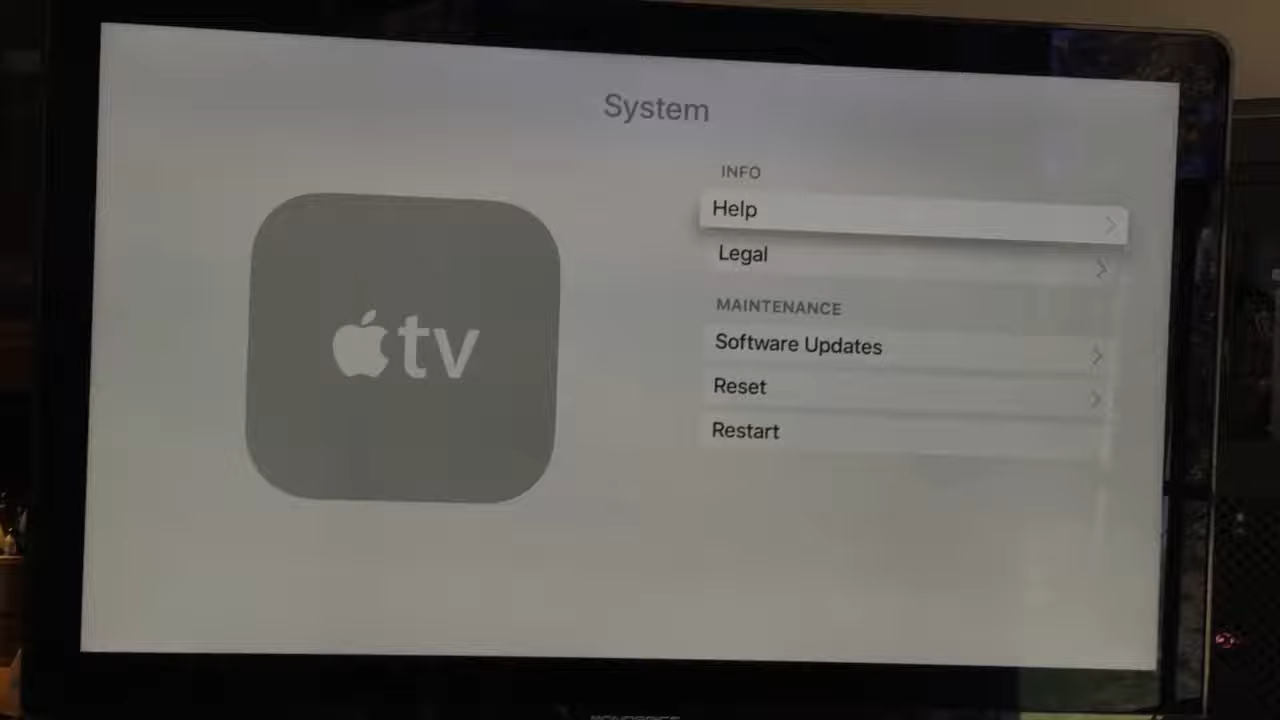 System
INFO
Help
Legal
MAINTENANCE
Software Updates
Reset
Restart
tv